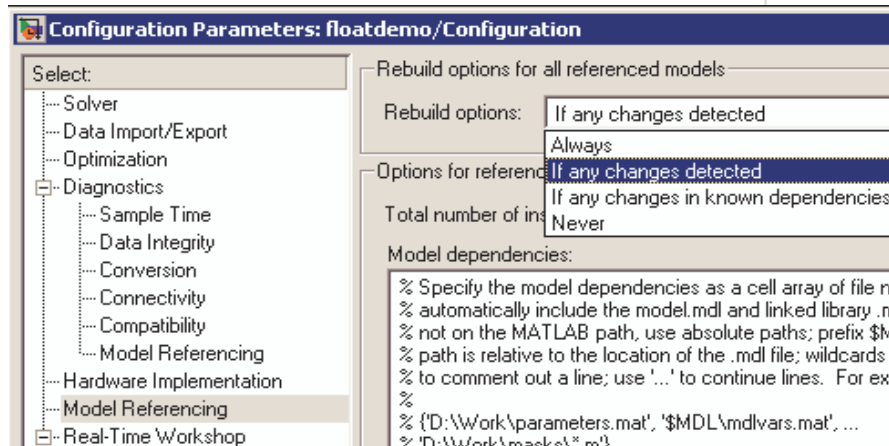 Configuration Parameters: floatdemo/Configuration
Select:
Solver
Data Import/Export
Optimization
Diagnostics
Sample Time
Data Integrity
Conversion
Connectivity
Compatibility
Model Referencing
Hardware Implementation
Model Referencing
Real-Time Workshop
Rebuild options for all referenced models
Rebuild options: If any changes detected
Always
If any changes detected
If any changes in known dependencies
Never
Options for referenc
Total number of ins
Model dependencies:
% Specify the model dependencies as a cell array of file n
% automatically include the model.mdl and linked library .m
% not on the MATLAB path, use absolute paths; prefix $M
% path is relative to the location of the .mdl file; wildcards
% to comment out a line; use '...' to continue lines. For ex
%
% {'D:\Work\parameters.mat', '$MDL\mdlvars.mat', ...
% 'D:\Work\masks\*.m'}